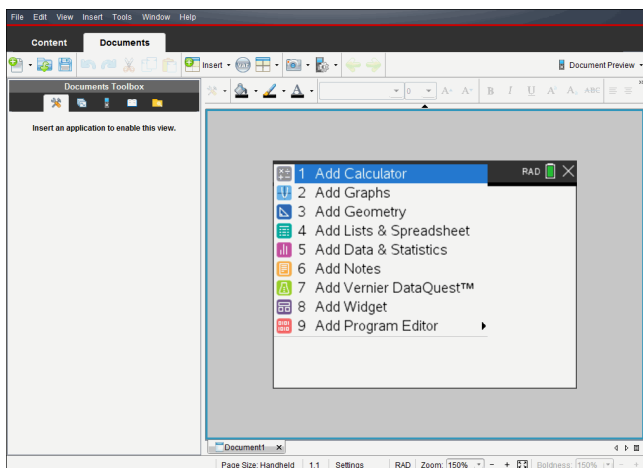 File Edit View Insert Tools Window Help
Content Documents
Insert Document Preview
Documents Toolbox
0 A+ A- B I U ABC
Insert an application to enable this view.
RAD
1 Add Calculator
2 Add Graphs
3 Add Geometry
4 Add Lists & Spreadsheet
5 Add Data & Statistics
6 Add Notes
7 Add Vernier DataQuest™
8 Add Widget
9 Add Program Editor
Document1
Page Size: Handheld 1.1 Settings RAD Zoom: 150% - + Boldness: 150% - +